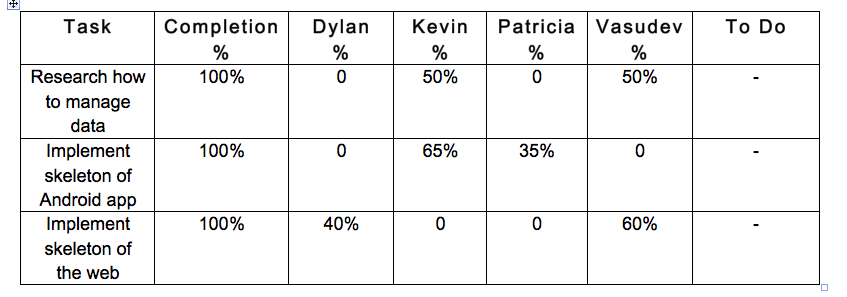 Task Completion % Dylan % Kevin % Patricia % Vasudev % To Do
Research how to manage data 100% 0 50% 0 50% -
Implement skeleton of Android app 100% 0 65% 35% 0 -
Implement skeleton of the web 100% 40% 0 0 60% -